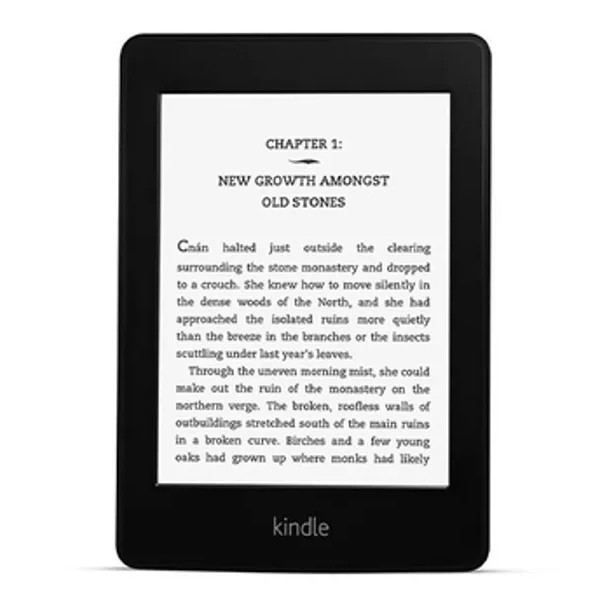 CHAPTER 1:
NEW GROWTH AMONGST
OLD STONES
Cnán halted just outside the clearing
surrounding the stone monastery and dropped
to a crouch. She knew how to move silently in
the dense woods of the North, and she had
approached the isolated ruins more quietly
than the breeze in the branches or the insects
scuttling under last year's leaves.
Through the uneven morning mist, she could
make out the ruin of the monastery on the
northern verge. The broken, roofless walls of
outbuildings stretched south of the main ruins
in a broken curve. Birches and a few young
oaks had grown up where monks had likely
kindle